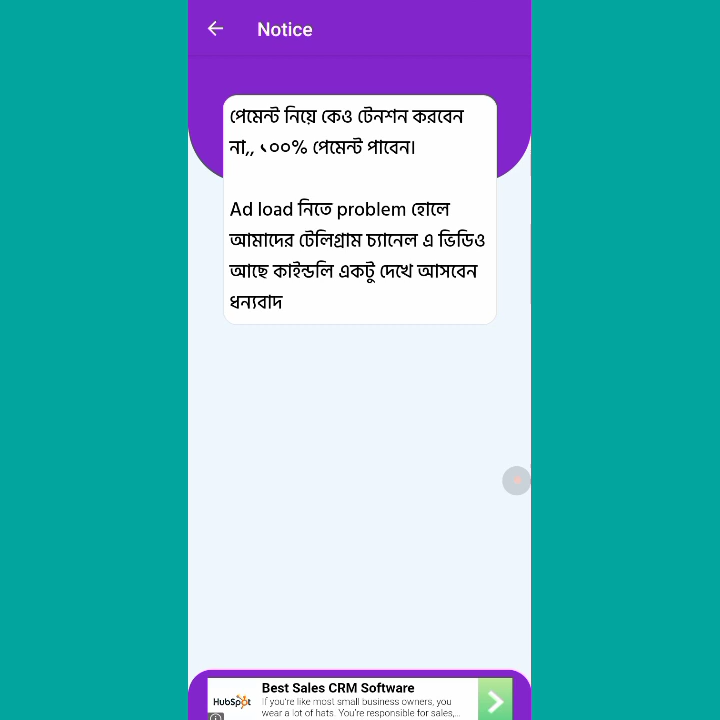 Notice
পেমেন্ট নিয়ে কেও টেনশন করবেন
না,, ১০০% পেমেন্ট পাবেন।
Ad load নিতে problem হোলে
আমাদের টেলিগ্রাম চ্যানেল এ ভিডিও
আছে কাইন্ডলি একটু দেখে আসবেন
ধন্যবাদ
Best Sales CRM Software
HubSpot
If you're like most small business owners, you
wear a lot of hats. You're responsible for sales,...